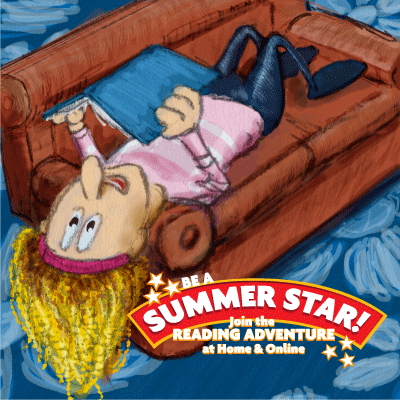 BE A
SUMMER STAR!
Join the
READING ADVENTURE
at Home & Online